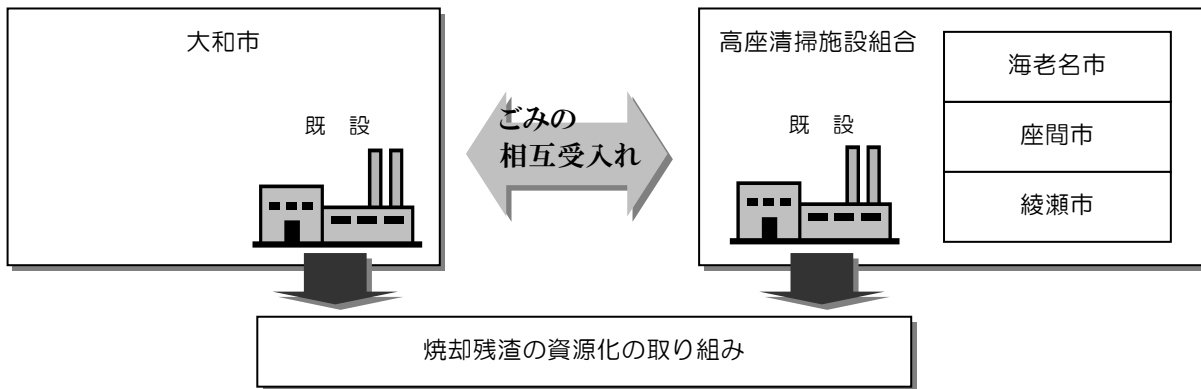 大和市
既 設
ごみの
相互受入れ
高座清掃施設組合
既 設
海老名市
座間市
綾瀬市
焼却残渣の資源化の取り組み